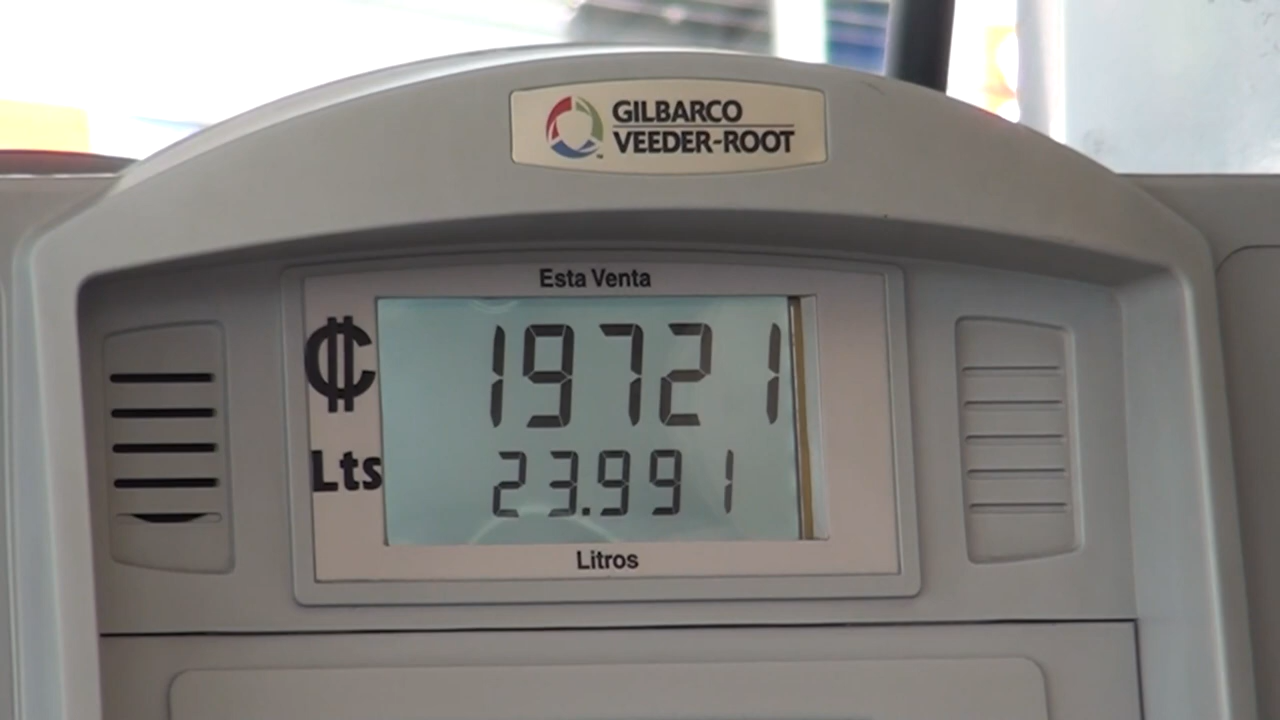 GILBARCO
VEEDER-ROOT
Esta Venta
₡ 19721
Lts 23.991
Litros